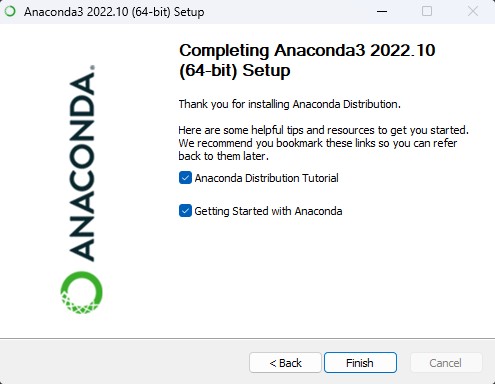 Anaconda3 2022.10 (64-bit) Setup
Completing Anaconda3 2022.10
(64-bit) Setup
ANACONDA.
Thank you for installing Anaconda Distribution.
Here are some helpful tips and resources to get you started.
We recommend you bookmark these links so you can refer
back to them later.
Anaconda Distribution Tutorial
Getting Started with Anaconda
< Back
Finish
Cancel